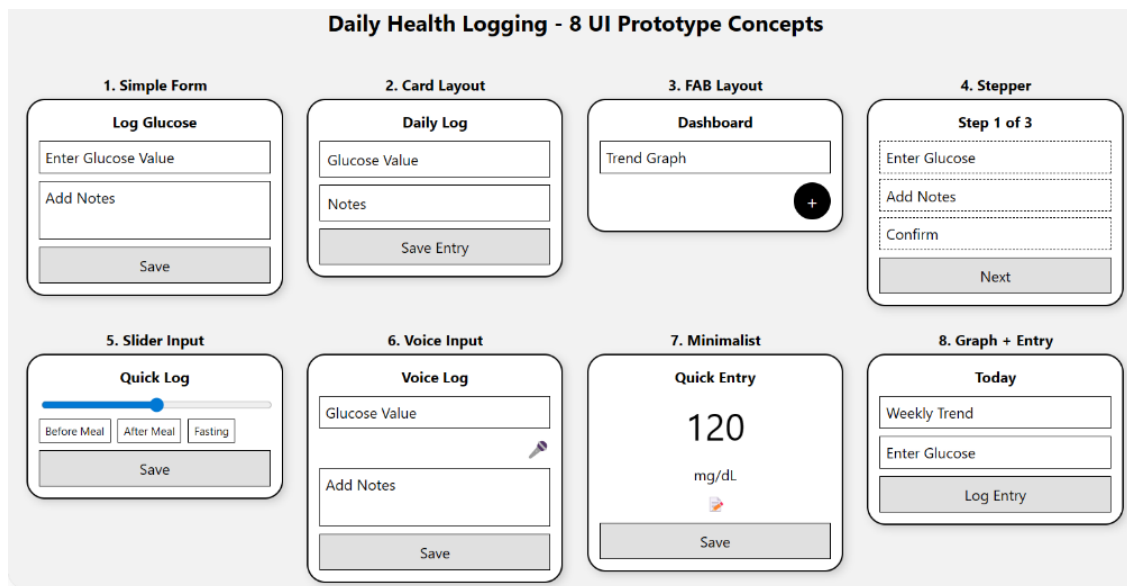 Daily Health Logging - 8 UI Prototype Concepts
1. Simple Form
Log Glucose
Enter Glucose Value
Add Notes
Save
2. Card Layout
Daily Log
Glucose Value
Notes
Save Entry
3. FAB Layout
Dashboard
Trend Graph
+
4. Stepper
Step 1 of 3
Enter Glucose
Add Notes
Confirm
Next
5. Slider Input
Quick Log
Before Meal After Meal Fasting
Save
6. Voice Input
Voice Log
Glucose Value
Add Notes
Save
7. Minimalist
Quick Entry
120
mg/dL
Save
8. Graph + Entry
Today
Weekly Trend
Enter Glucose
Log Entry